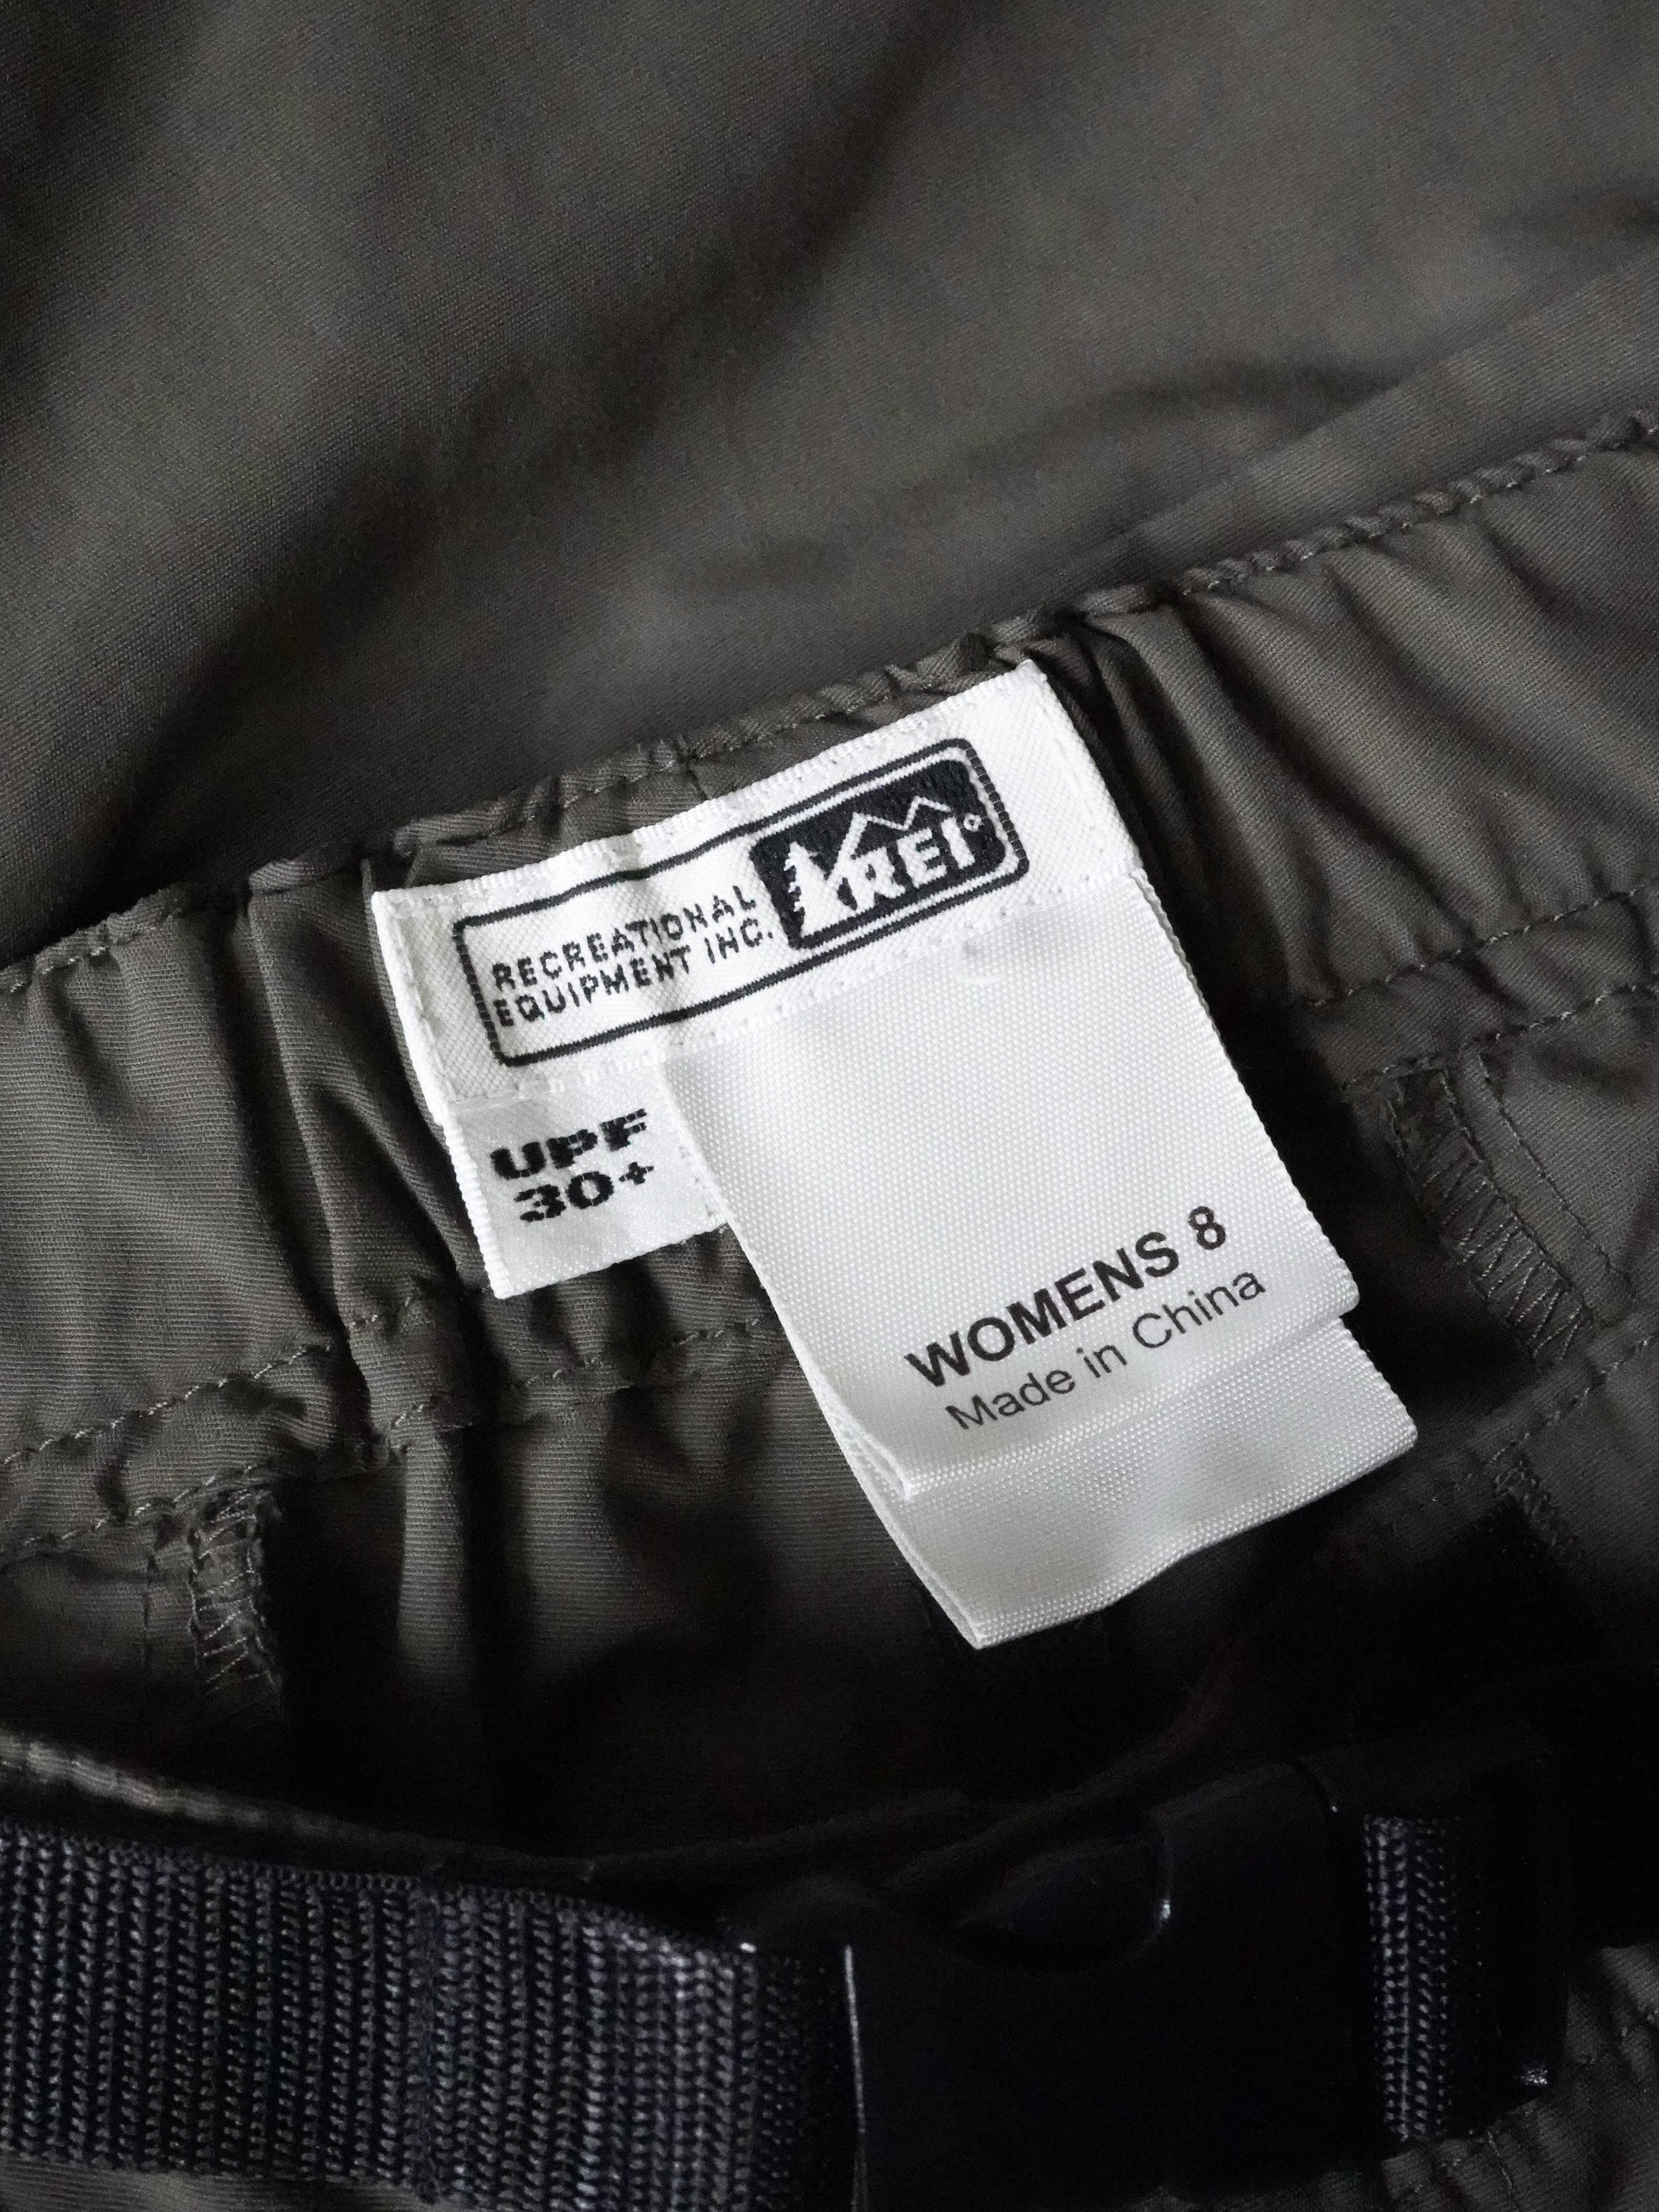 RECREATIONAL
EQUIPMENT INC.
REI®
UPF
30+
WOMENS 8
Made in China